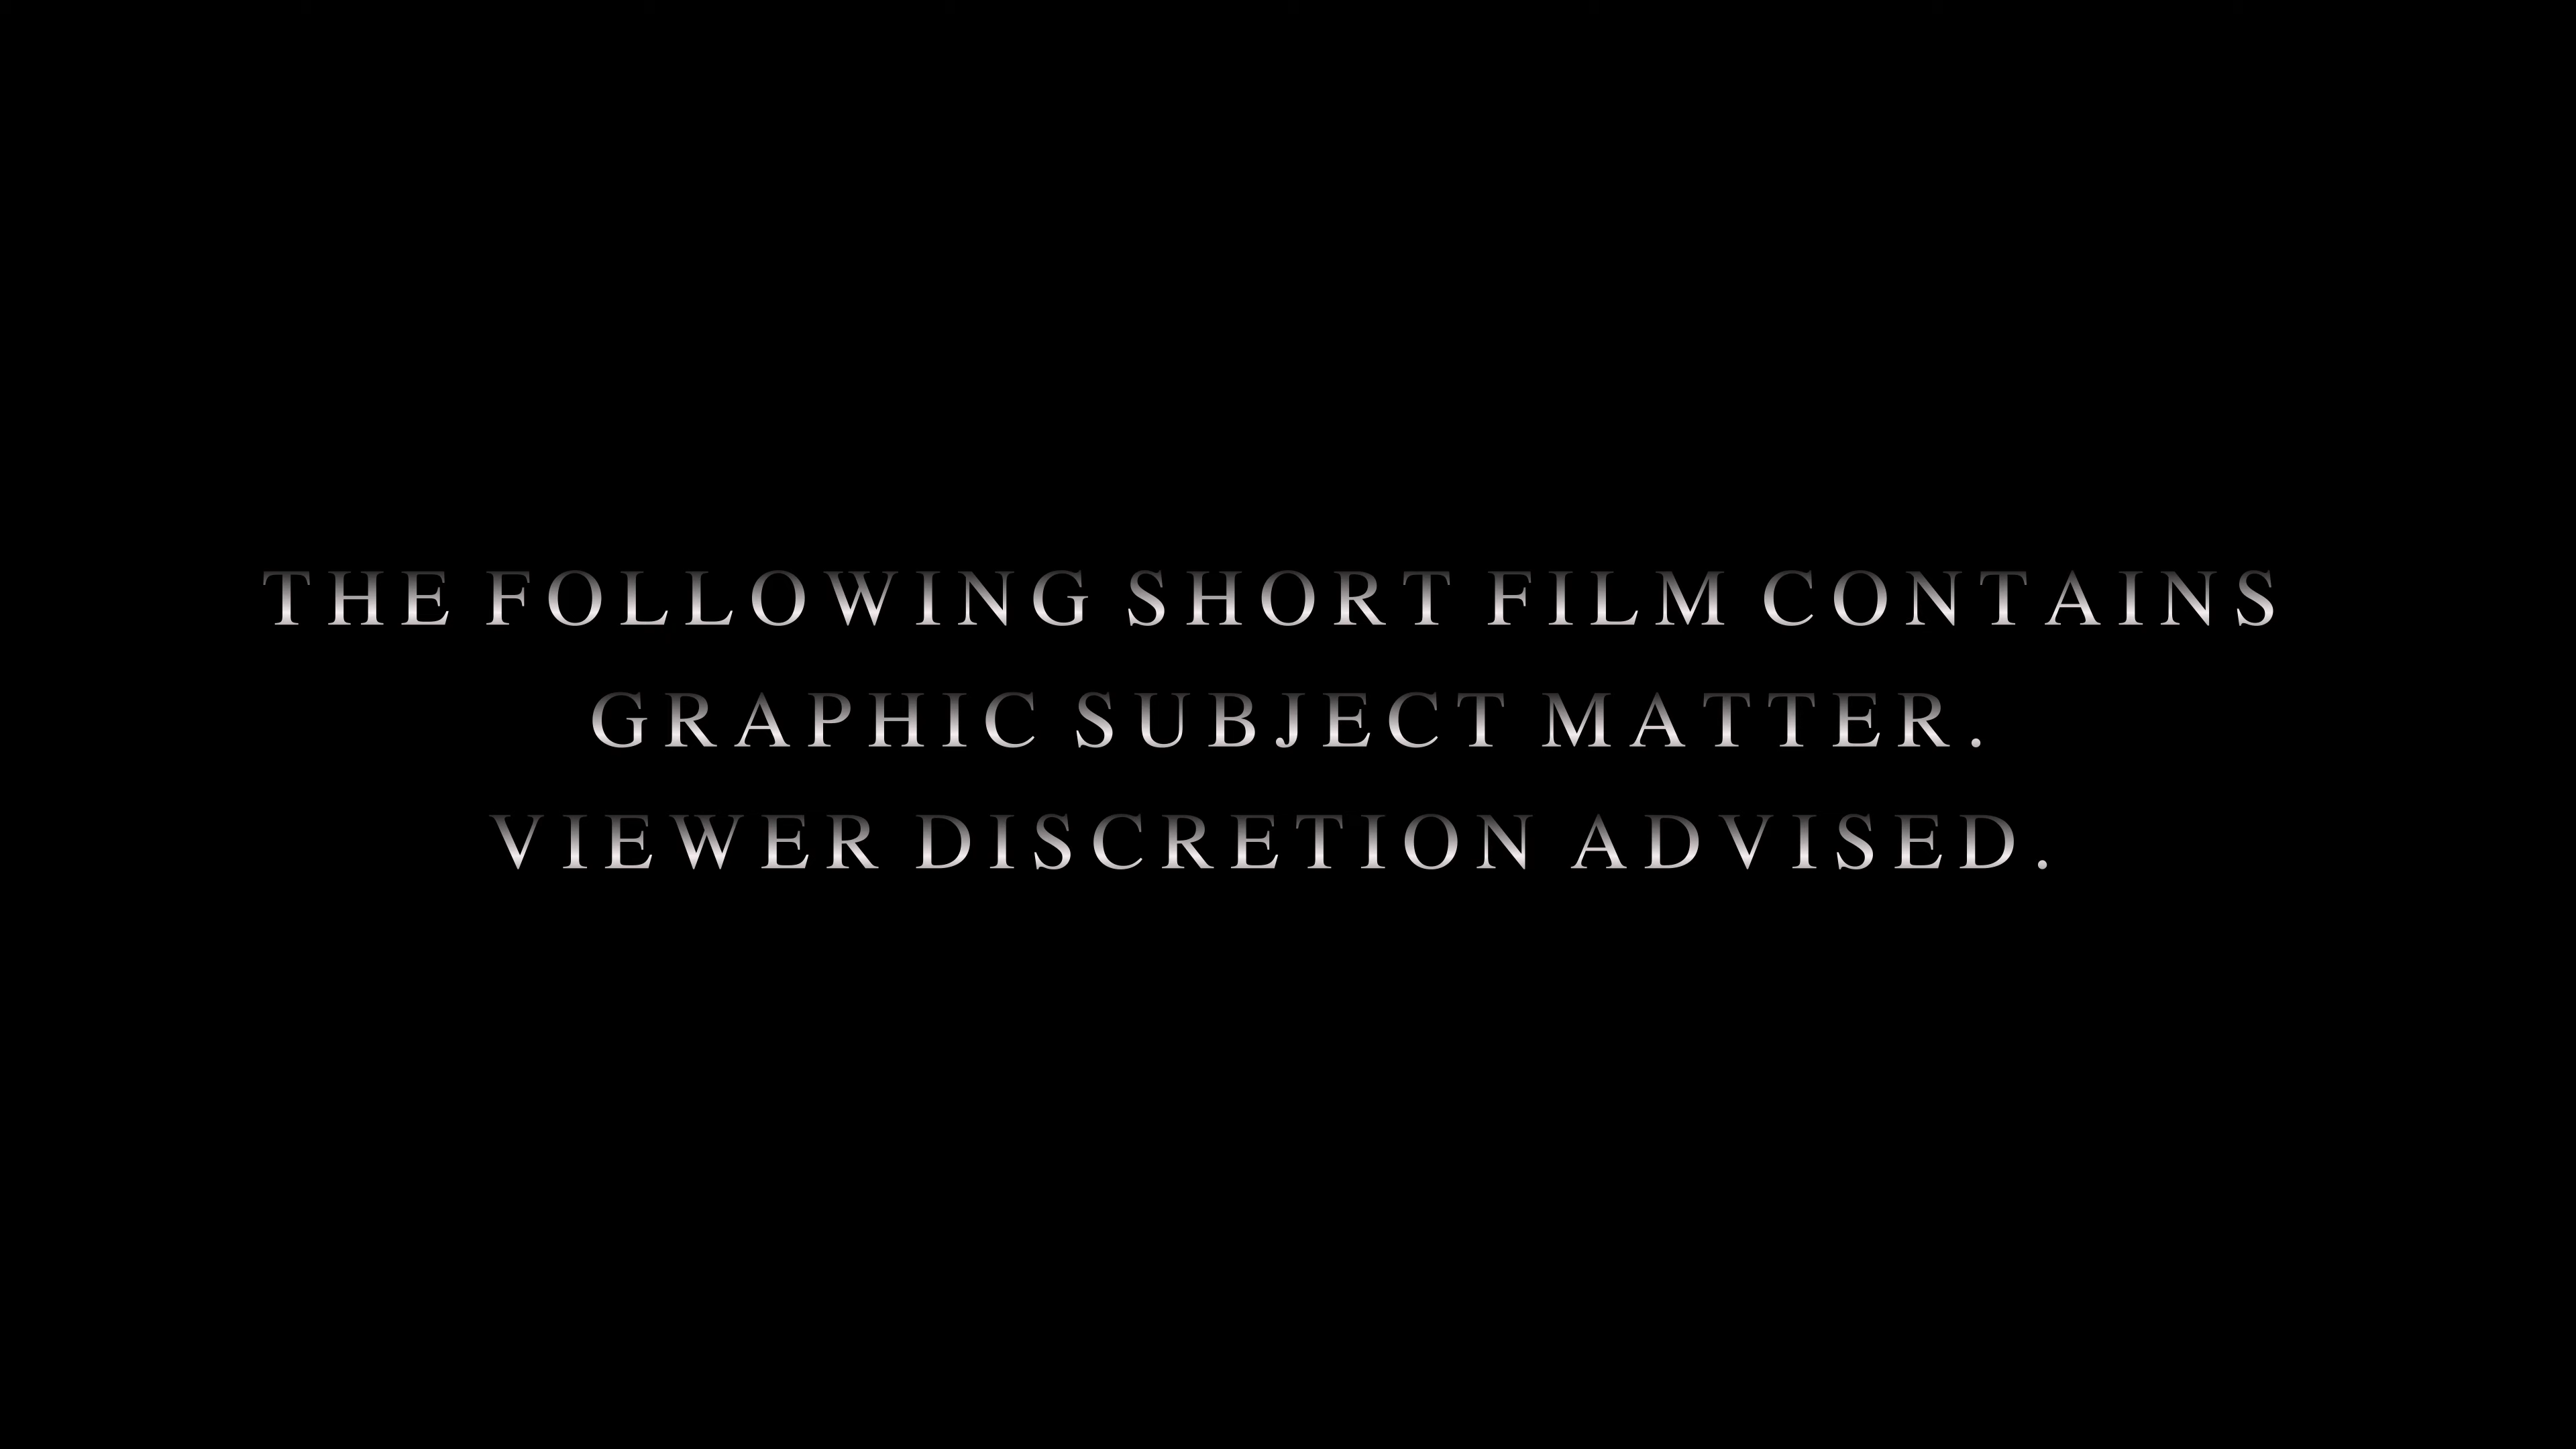 THE FOLLOWING SHORT FILM CONTAINS
GRAPHIC SUBJECT MATTER.
VIEWER DISCRETION ADVISED.